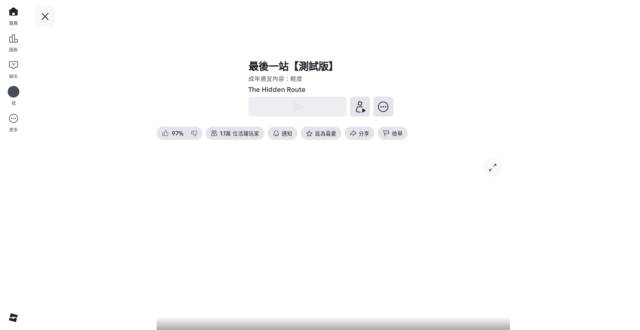 首頁
圖表
聊天
我
更多
最後一站【測試版】
成年適宜內容：輕度
The Hidden Route
97%
1.1萬 位活躍玩家
通知
設為最愛
分享
檢舉